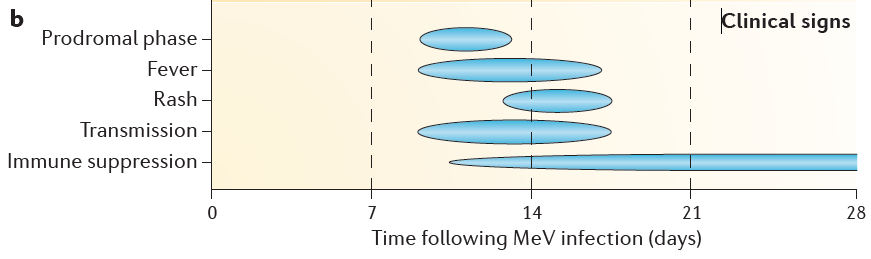 b
Clinical signs
Prodromal phase
Fever
Rash
Transmission
Immune suppression
0 7 14 21 28
Time following MeV infection (days)